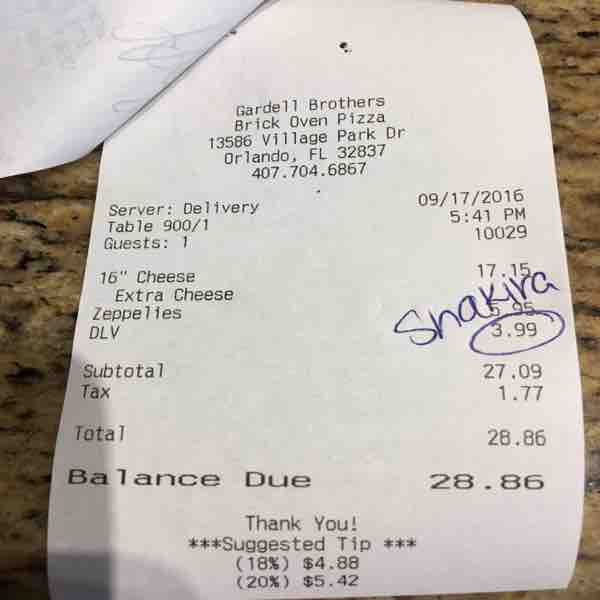 Gardell Brothers
Brick Oven Pizza
13586 Village Park Dr
Orlando, FL 32837
407.704.6867
Server: Delivery 09/17/2016
Table 900/1 5:41 PM
Guests: 1 10029
16" Cheese 17.15
Extra Cheese
Shakira
Zeppelies 5.95
DLV 3.99
Subtotal 27.09
Tax 1.77
Total 28.86
Balance Due 28.86
Thank You!
***Suggested Tip ***
(18%) $4.88
(20%) $5.42